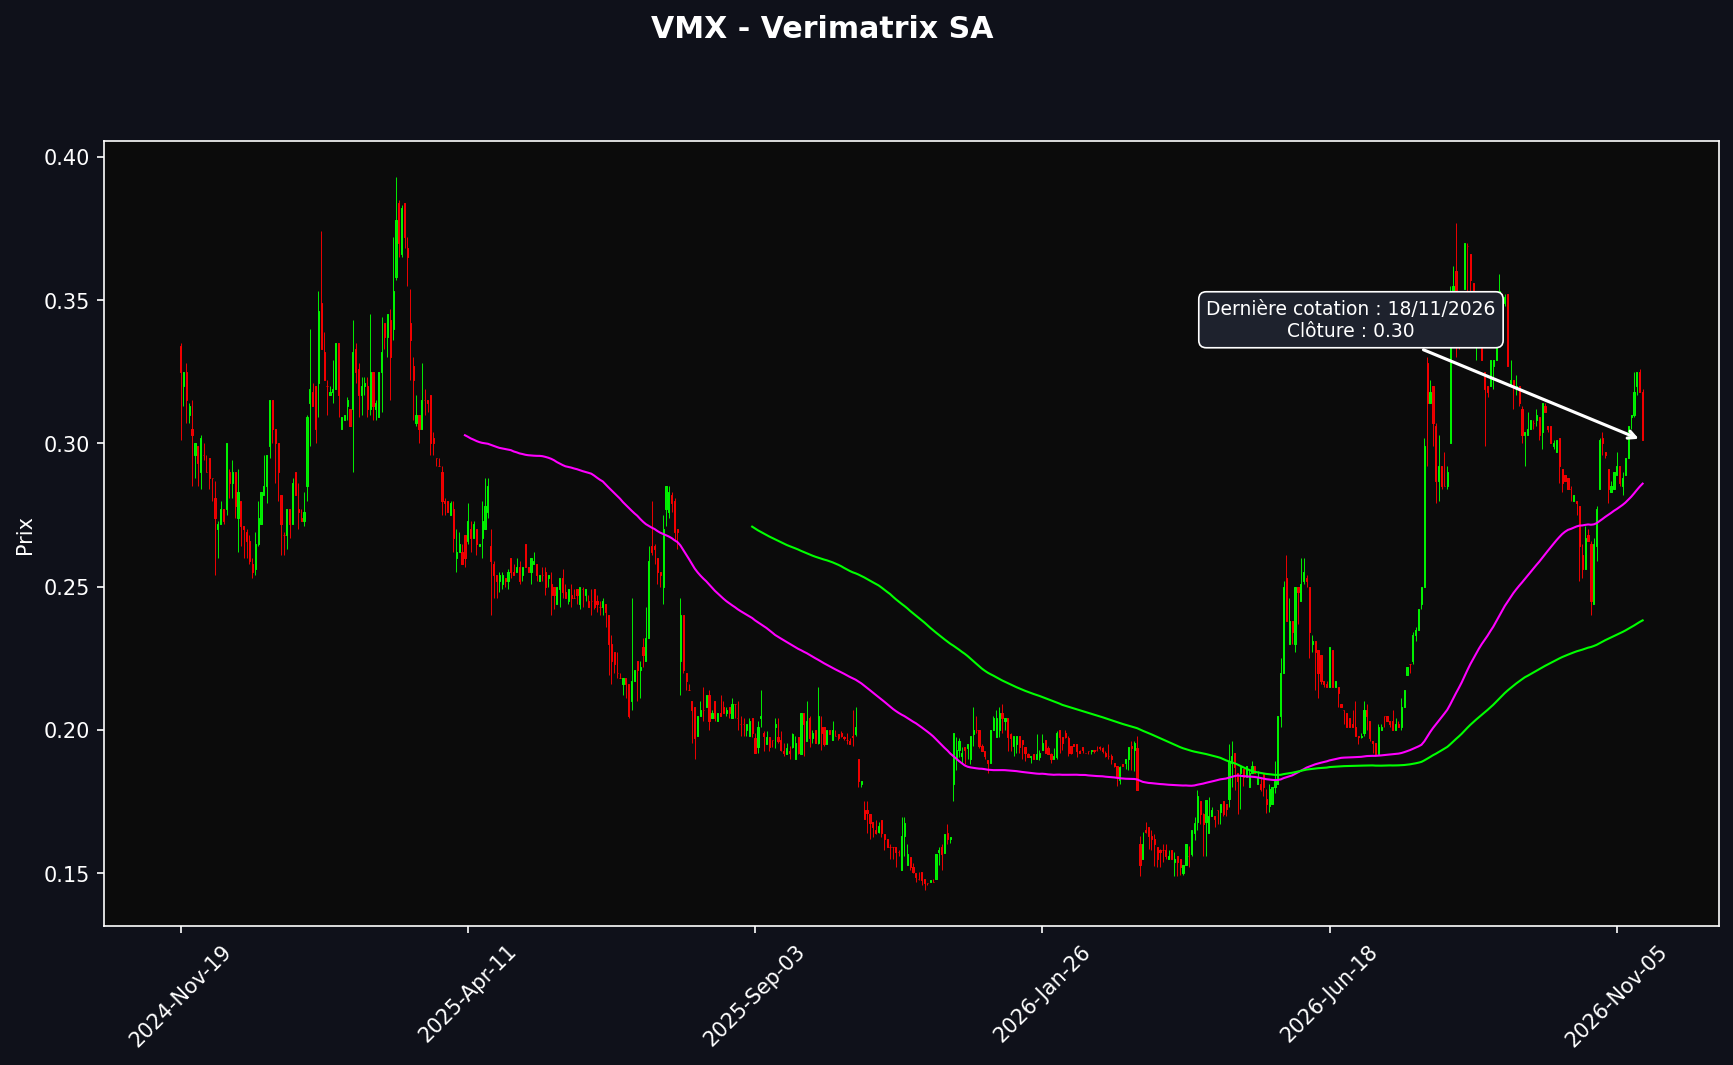 VMX - Verimatrix SA
Prix
0.40
0.35
0.30
0.25
0.20
0.15
Dernière cotation : 18/11/2026
Clôture : 0.30
2024-Nov-19
2025-Apr-11
2025-Sep-03
2026-Jan-26
2026-Jun-18
2026-Nov-05